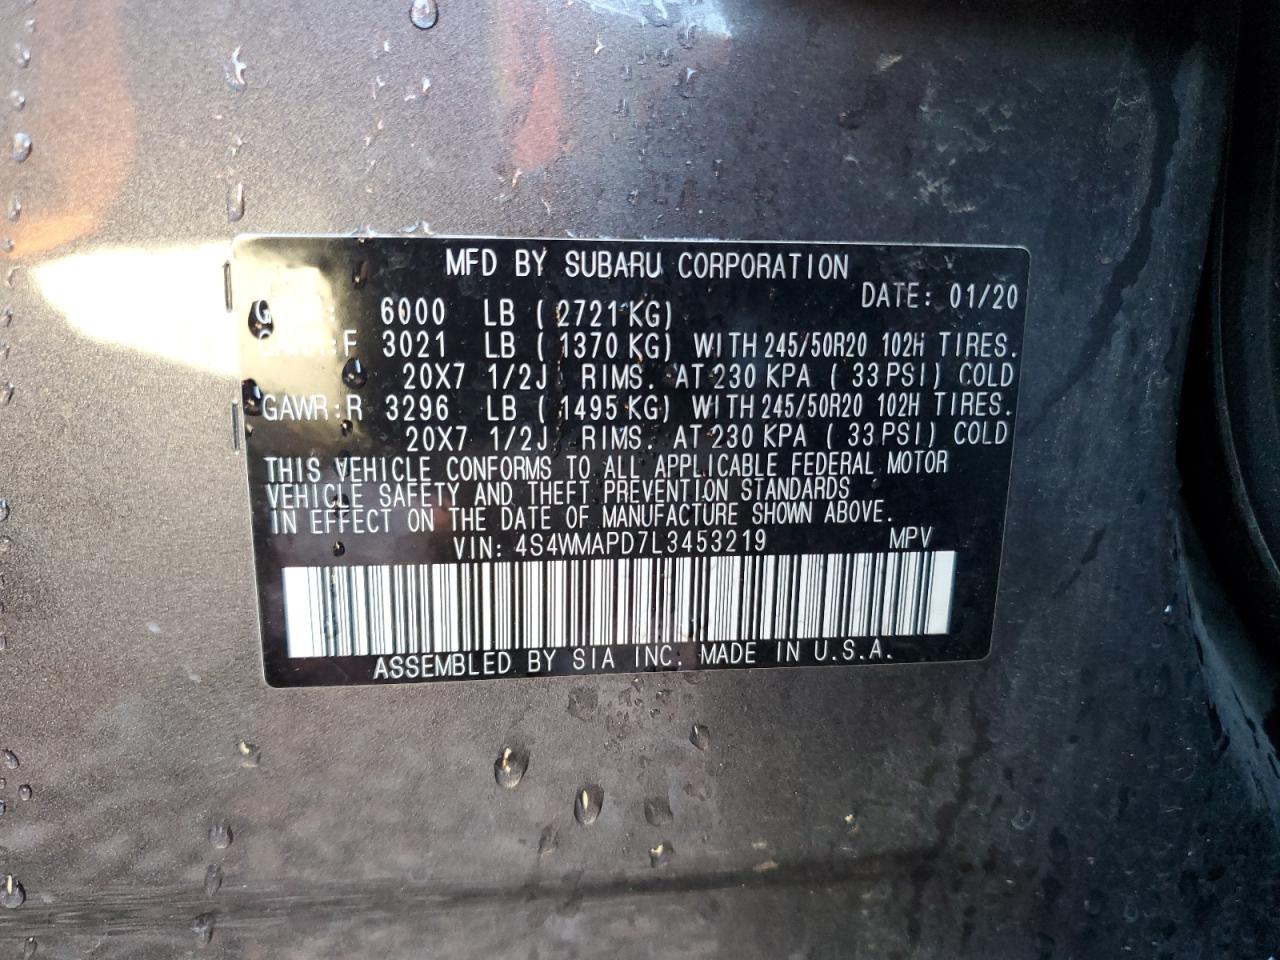 MFD BY SUBARU CORPORATION
DATE: 01/20
6000 LB ( 2721 KG)
GAWR:F 3021 LB ( 1370 KG) WITH 245/50R20 102H TIRES.
20X7 1/2J RIMS. AT 230 KPA ( 33 PSI) COLD
GAWR:R 3296 LB ( 1495 KG) WITH 245/50R20 102H TIRES.
20X7 1/2J RIMS. AT 230 KPA ( 33 PSI) COLD
THIS VEHICLE CONFORMS TO ALL APPLICABLE FEDERAL MOTOR
VEHICLE SAFETY AND THEFT PREVENTION STANDARDS
IN EFFECT ON THE DATE OF MANUFACTURE SHOWN ABOVE.
VIN: 4S4WMAPD7L3453219 MPV
ASSEMBLED BY SIA INC. MADE IN U.S.A.